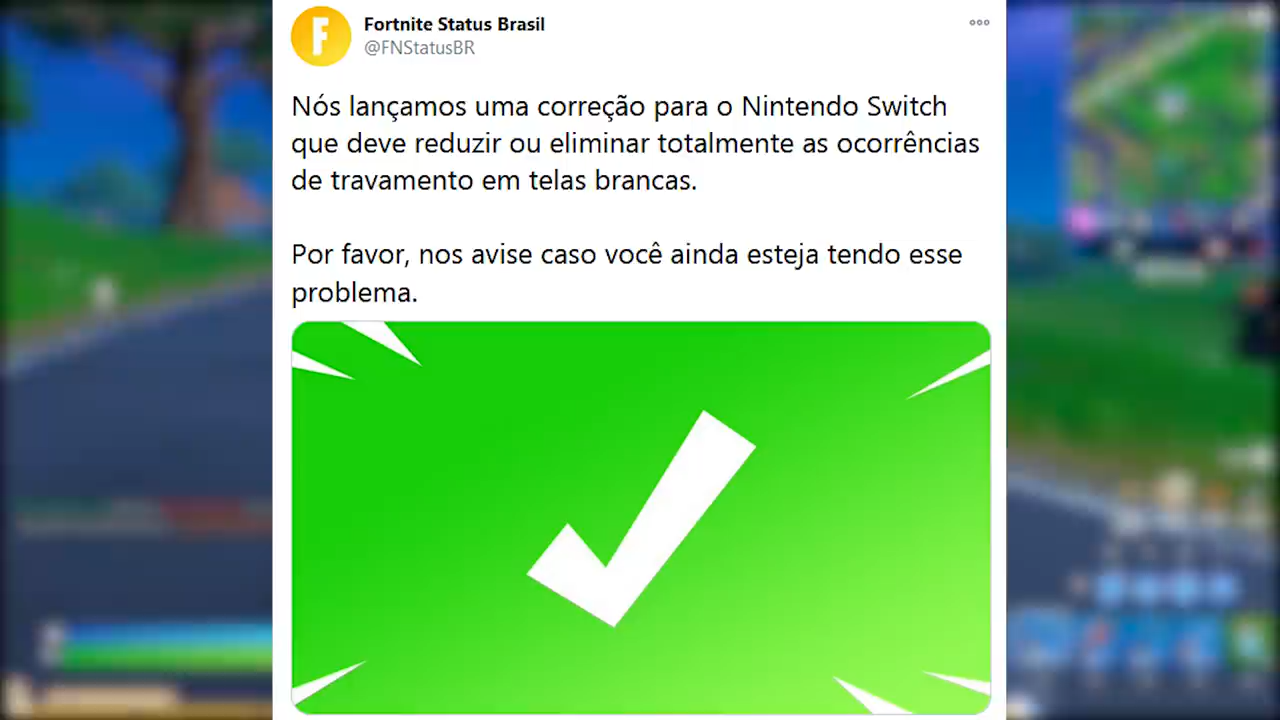 Fortnite Status Brasil
@FNStatusBR
Nós lançamos uma correção para o Nintendo Switch
que deve reduzir ou eliminar totalmente as ocorrências
de travamento em telas brancas.
Por favor, nos avise caso você ainda esteja tendo esse
problema.